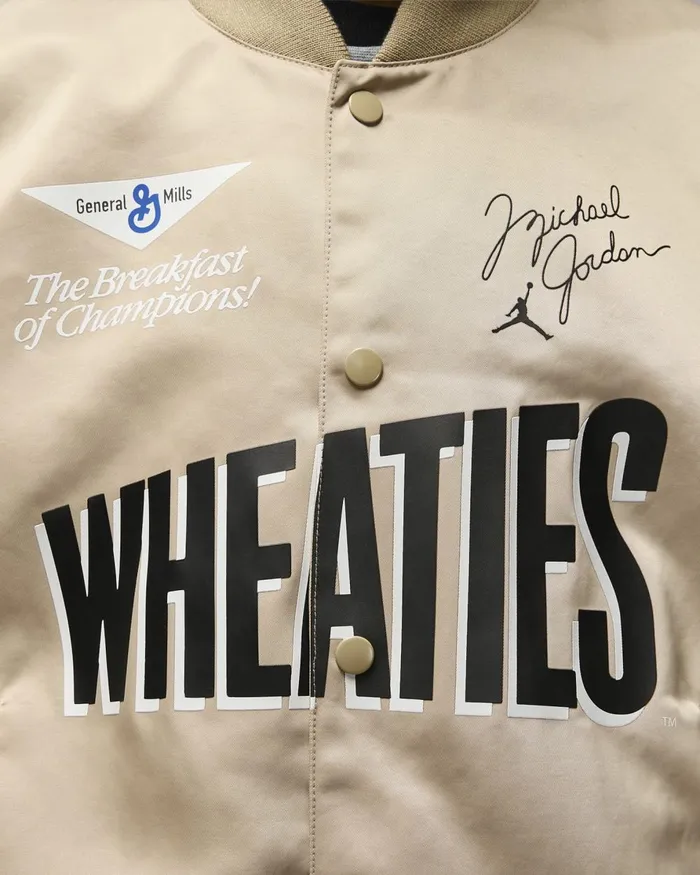 General Mills
The Breakfast
of Champions!
Michael
Jordan
WHEATIES
TM